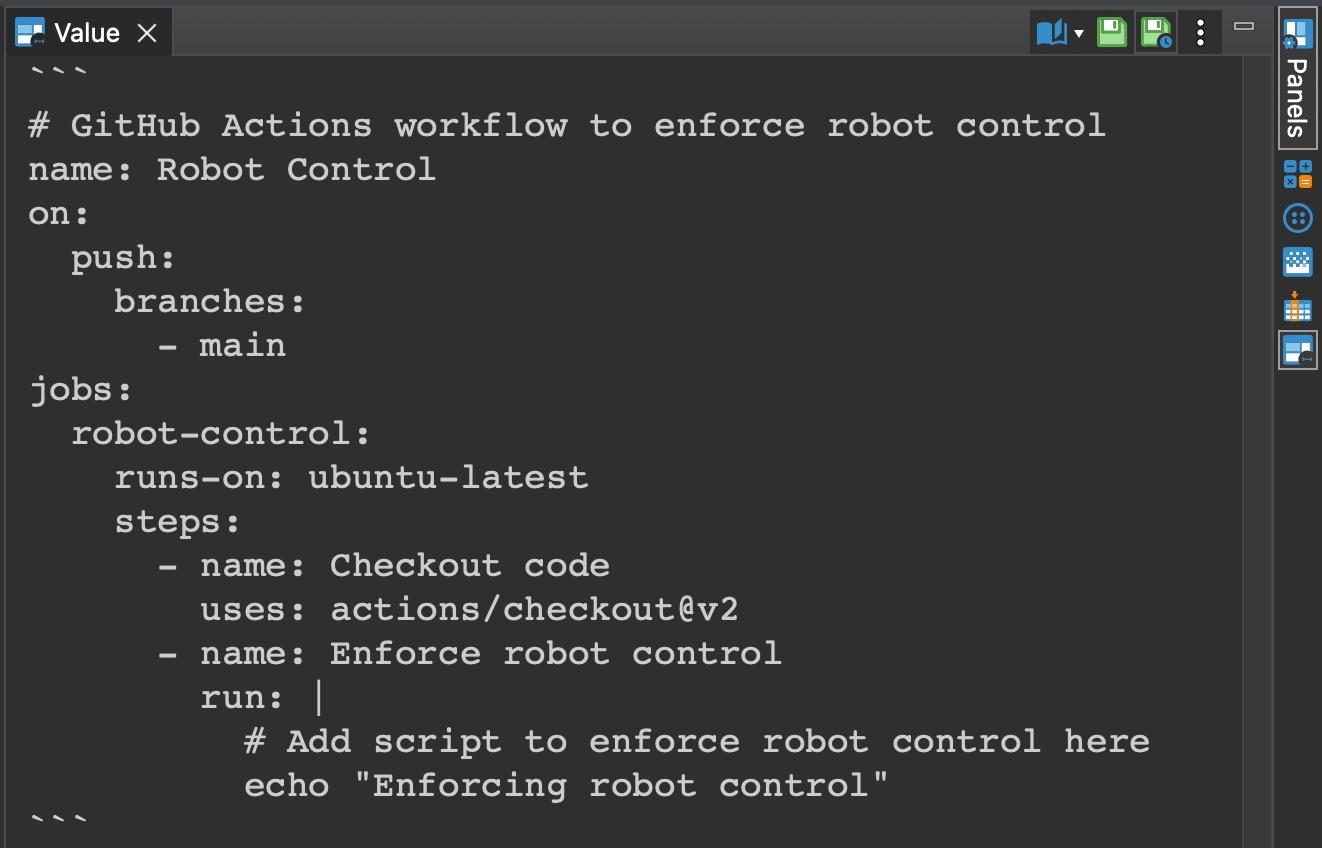 Value
Panels
```
# GitHub Actions workflow to enforce robot control
name: Robot Control
on:
  push:
    branches:
      - main
jobs:
  robot-control:
    runs-on: ubuntu-latest
    steps:
      - name: Checkout code
        uses: actions/checkout@v2
      - name: Enforce robot control
        run: |
          # Add script to enforce robot control here
          echo "Enforcing robot control"
```